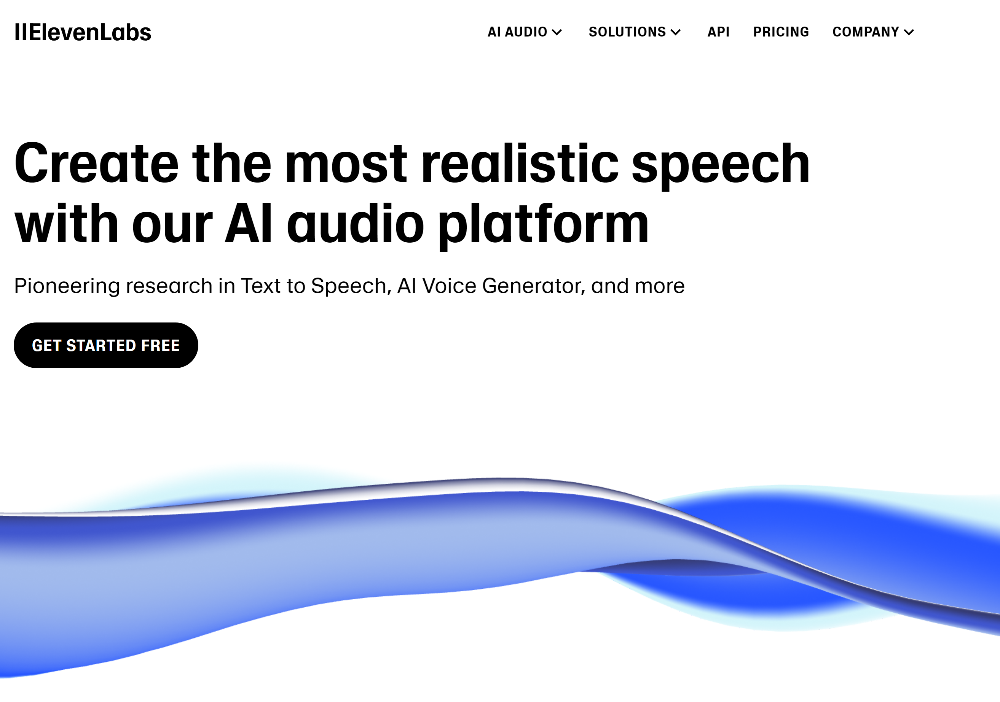 IIElevenLabs
AI AUDIO SOLUTIONS API PRICING COMPANY
Create the most realistic speech
with our AI audio platform
Pioneering research in Text to Speech, AI Voice Generator, and more
GET STARTED FREE